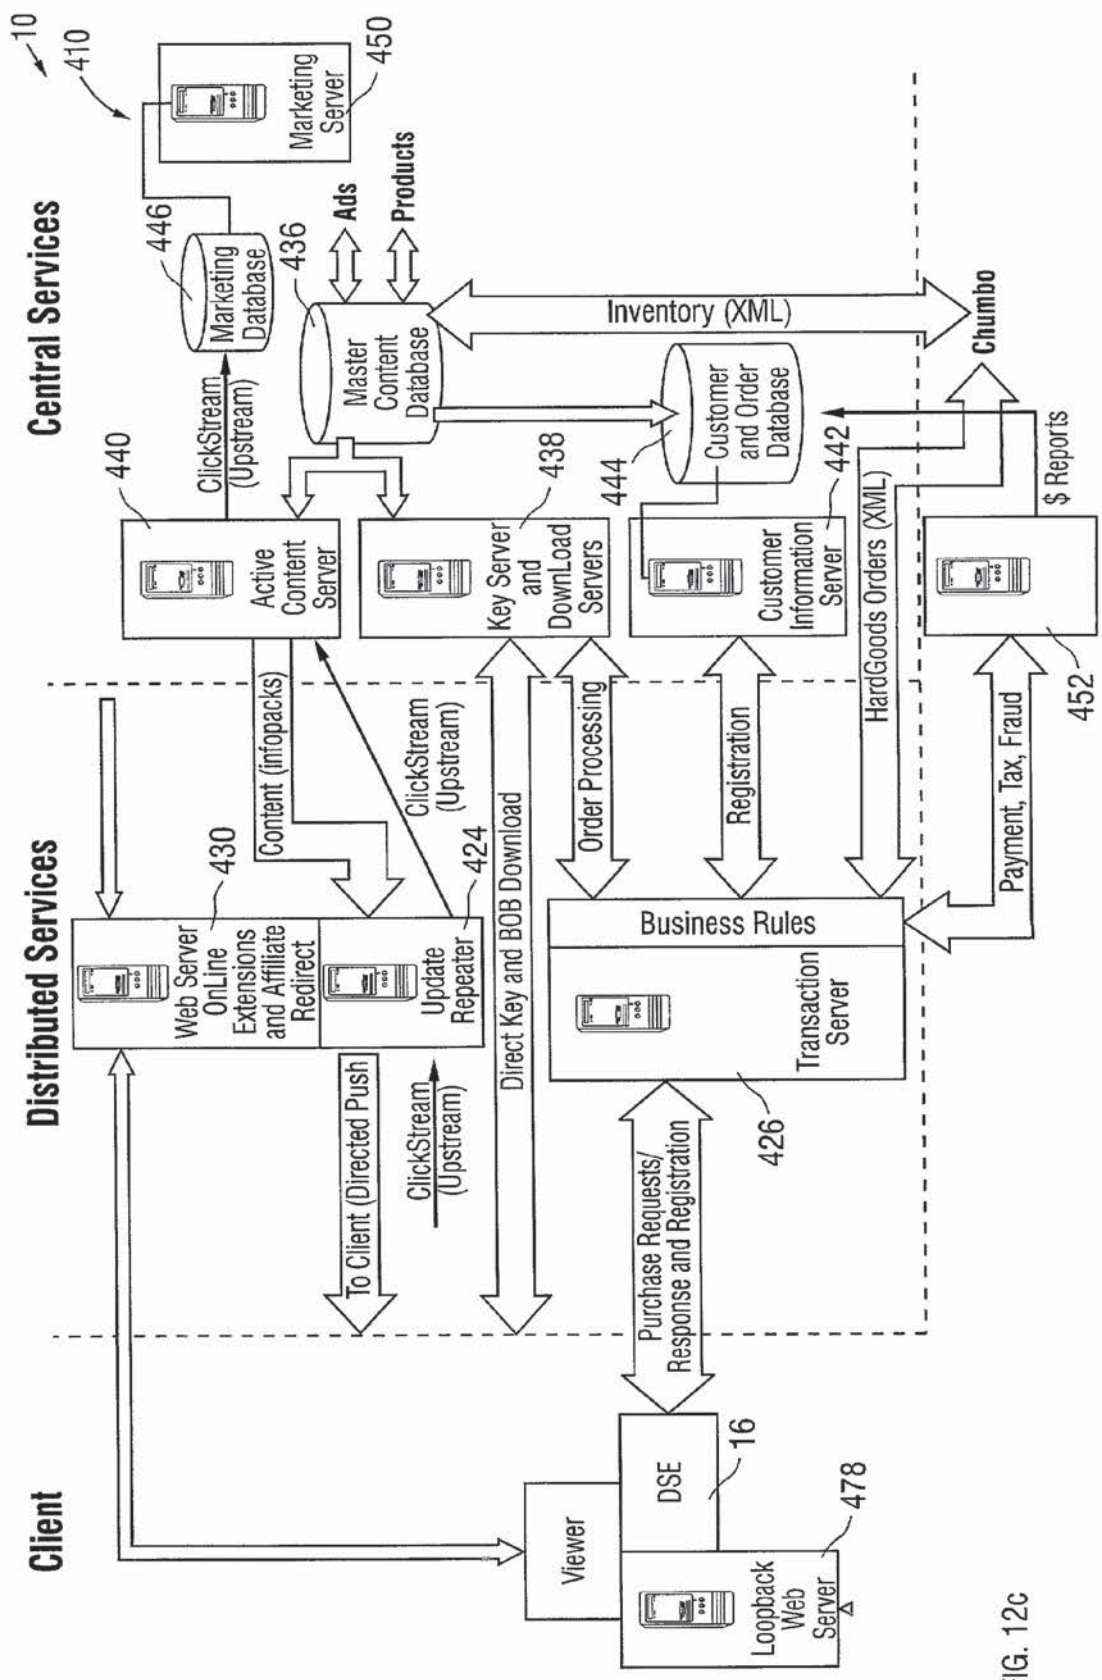 Client
Distributed Services
Central Services
10
410
Web Server
OnLine
Extensions
and Affiliate
Redirect
430
Update
Repeater
424
Content (infopacks)
ClickStream
(Upstream)
To Client (Directed Push
ClickStream
(Upstream)
Active
Content
Server
440
ClickStream
(Upstream)
Marketing
Database
446
Marketing
Server
450
Master
Content
Database
436
Ads
Products
Key Server
and
DownLoad
Servers
438
Direct Key and BOB Download
Order Processing
Customer
and Order
Database
444
Inventory (XML)
Customer
Information
Server
442
Registration
Viewer
DSE
16
Loopback
Web
Server
478
Purchase Requests/
Response and Registration
Transaction
Server
Business Rules
426
HardGoods Orders (XML)
Chumbo
$ Reports
452
Payment, Tax, Fraud
FIG. 12c